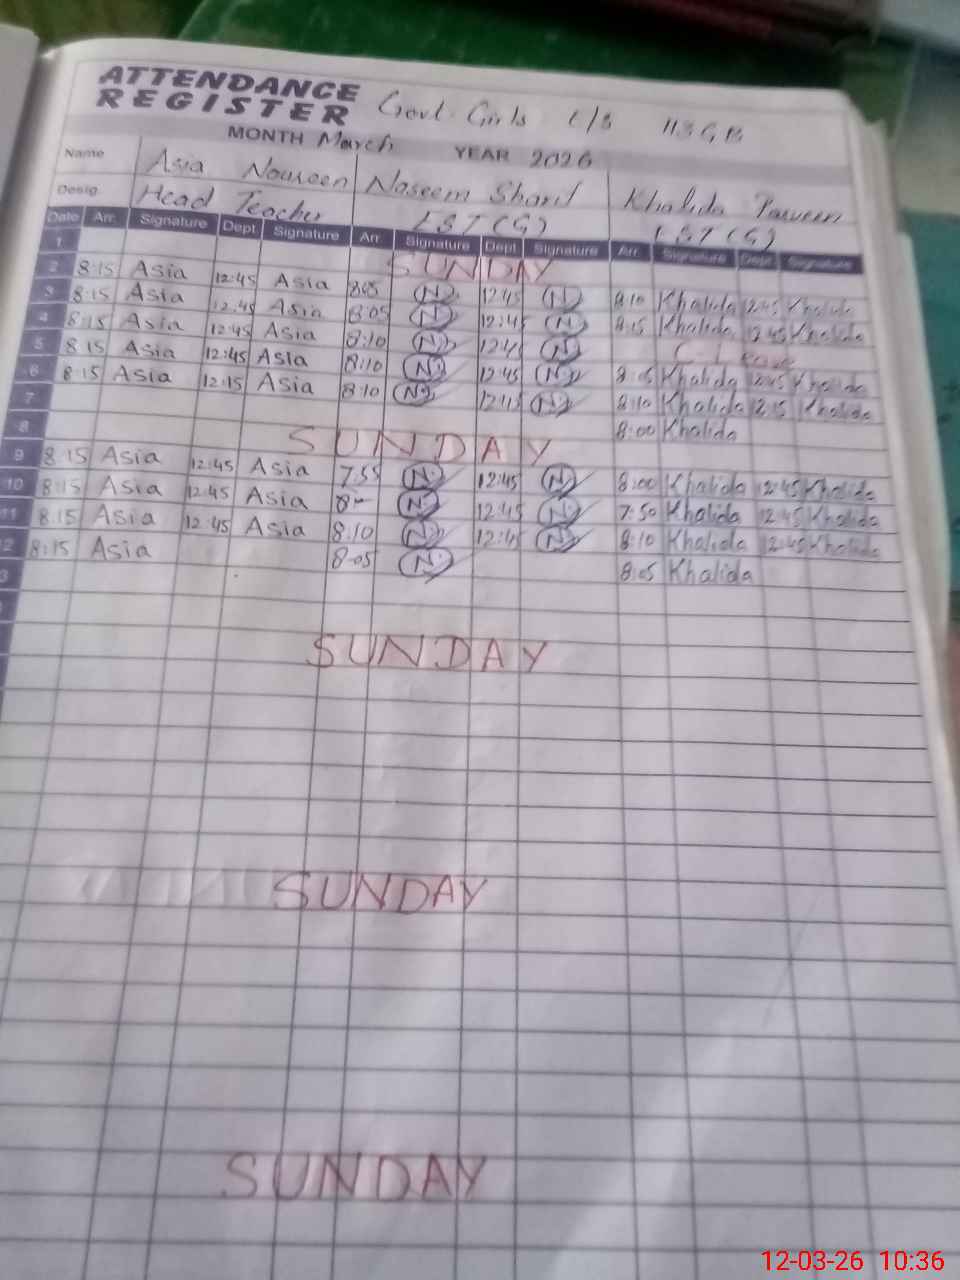 ATTENDANCE
REGISTER Govt. Girls E/S 113 G.B
MONTH March YEAR 2026
Name Asia Noureen Naseem Sharif Khalida Parveen
Desig. Head Teacher EST (G) EST (G)
Date Arr. Signature Dept. Signature Arr. Signature Dept. Signature Arr. Signature Dept. Signature
1 SUNDAY
2 8:15 Asia 12:45 Asia 8:05 N 12:45 N 8:10 Khalida 12:45 Khalida
3 8:15 Asia 12:45 Asia 8:05 N 12:45 N 8:15 Khalida 12:45 Khalida
4 8:15 Asia 12:45 Asia 8:10 N 12:45 N C-Leave
5 8:15 Asia 12:45 Asia 8:10 N 12:45 N 8:05 Khalida 12:45 Khalida
6 8:15 Asia 12:15 Asia 8:10 N 12:15 N 8:10 Khalida 12:15 Khalida
7 8:00 Khalida
8 SUNDAY
9 8:15 Asia 12:45 Asia 7:55 N 12:45 N 8:00 Khalida 12:45 Khalida
10 8:15 Asia 12:45 Asia 8- N 12:45 N 7:50 Khalida 12:45 Khalida
11 8:15 Asia 12:45 Asia 8:10 N 12:45 N 8:10 Khalida 12:45 Khalida
12 8:15 Asia 8:05 N 8:05 Khalida
3
SUNDAY
SUNDAY
SUNDAY
12-03-26 10:36